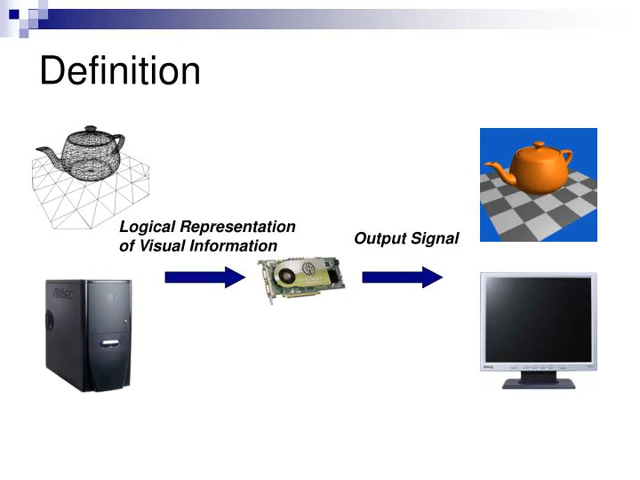 Definition
Logical Representation
of Visual Information
Output Signal